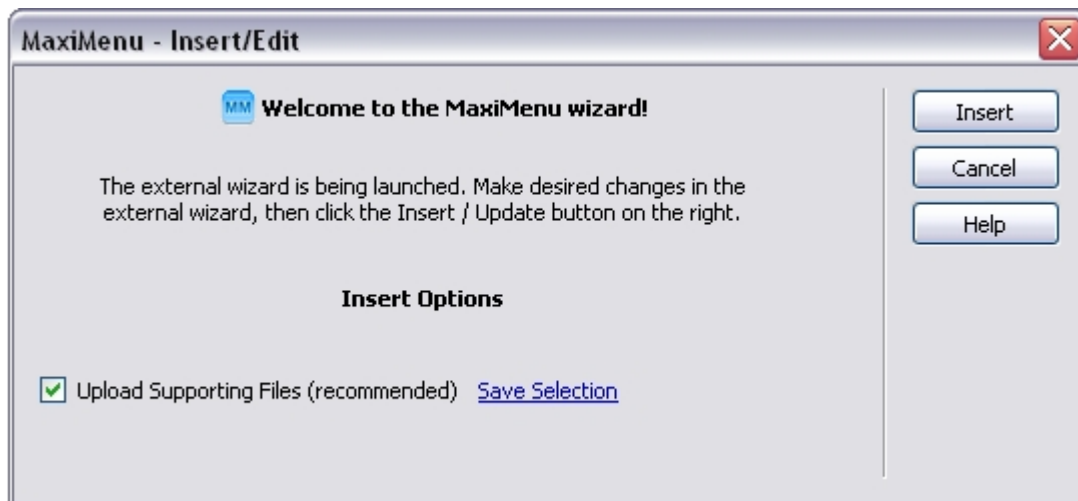 MaxiMenu - Insert/Edit
MM Welcome to the MaxiMenu wizard!
The external wizard is being launched. Make desired changes in the
external wizard, then click the Insert / Update button on the right.
Insert Options
Upload Supporting Files (recommended) Save Selection
Insert
Cancel
Help